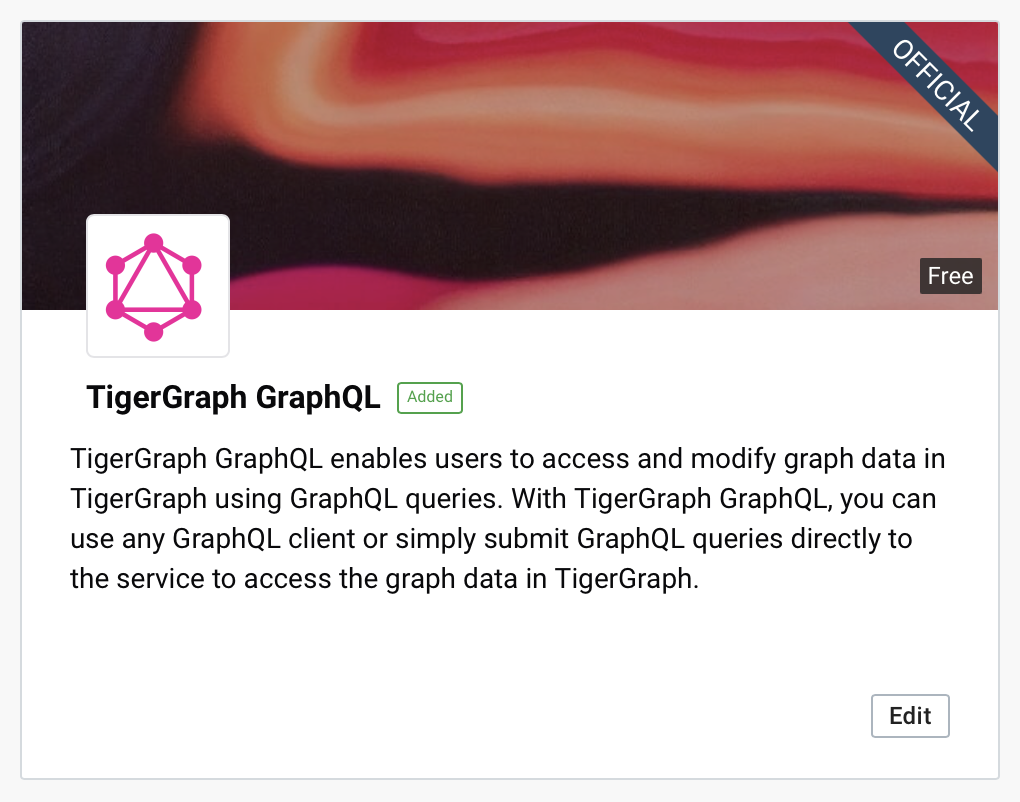 OFFICIAL
Free
TigerGraph GraphQL Added
TigerGraph GraphQL enables users to access and modify graph data in
TigerGraph using GraphQL queries. With TigerGraph GraphQL, you can
use any GraphQL client or simply submit GraphQL queries directly to
the service to access the graph data in TigerGraph.
Edit